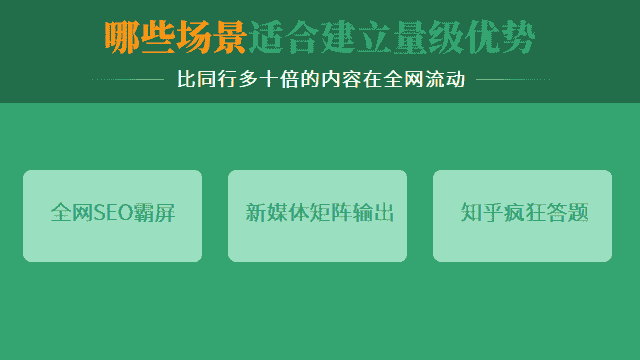 哪些场景适合建立量级优势
比同行多十倍的内容在全网流动
全网SEO霸屏
新媒体矩阵输出
知乎疯狂答题